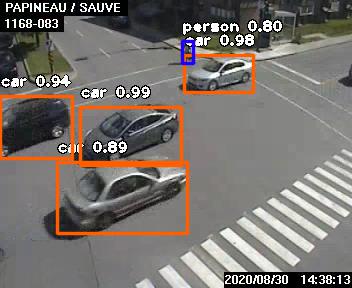 PAPINEAU / SAUVE
1168-083
person 0.80
car 0.98
car 0.94
car 0.99
car 0.89
2020/08/30 14:38:13